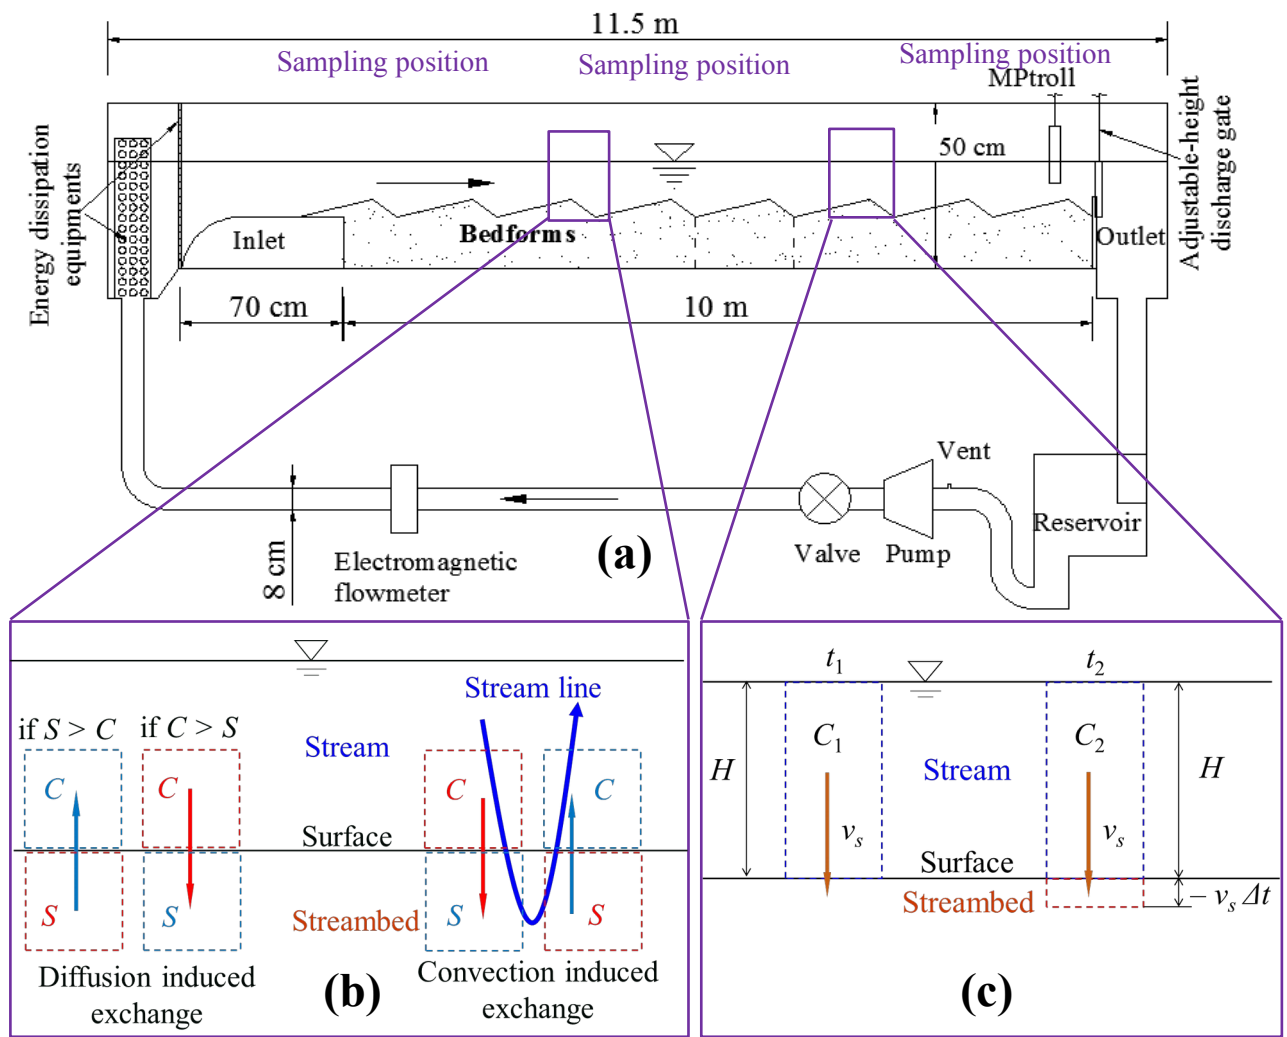 11.5 m
Sampling position
Sampling position
Sampling position
MPtroll
Energy dissipation
equipments
50 cm
Adjustable-height
discharge gate
Inlet
Bedforms
Outlet
70 cm
10 m
Vent
Reservoir
8 cm
Electromagnetic
flowmeter
(a)
Valve
Pump
if S > C
if C > S
Stream line
Stream
C
C
C
C
Surface
S
S
Streambed
S
S
Diffusion induced
exchange
(b)
Convection induced
exchange
t1
t2
C1
C2
H
Stream
H
vs
vs
Surface
Streambed
– vs Δt
(c)